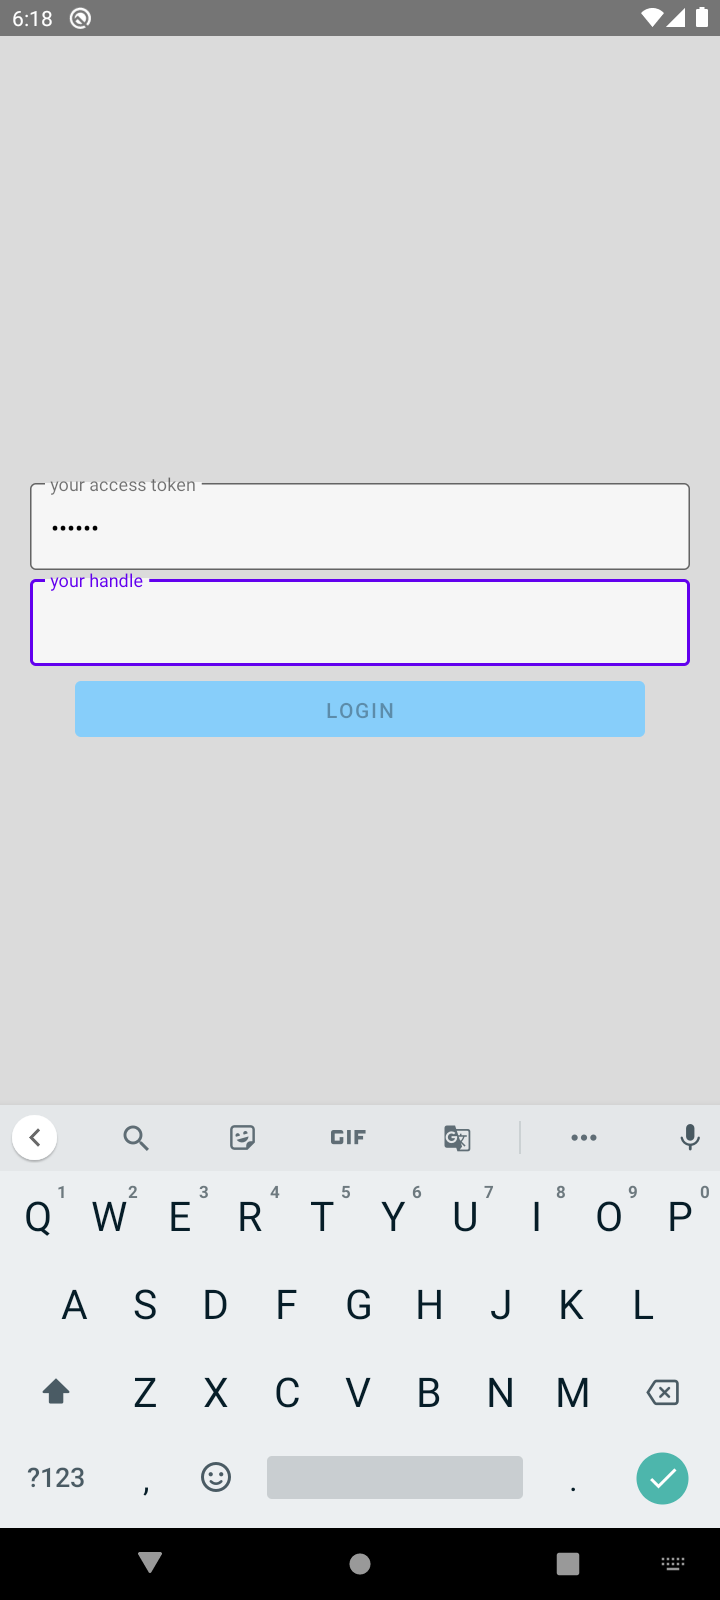 6:18
your access token
••••••
your handle
LOGIN
GIF
G
1 2 3 4 5 6 7 8 9 0
Q W E R T Y U I O P
A S D F G H J K L
Z X C V B N M
?123 , .